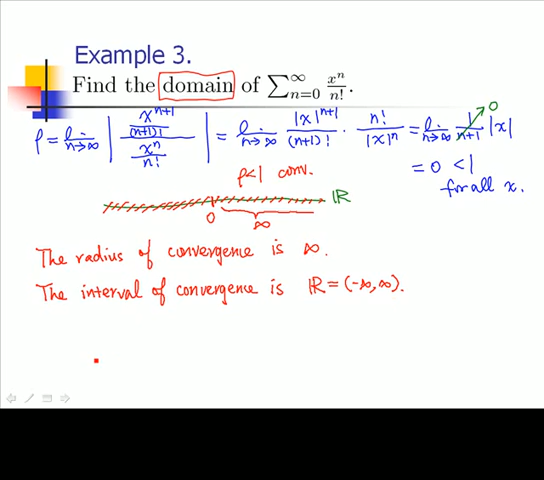 Example 3.
Find the domain of ∑_{n=0}^{∞} x^n/n!.
ρ = lim_{n→∞} | (x^{n+1}/(n+1)!) / (x^n/n!) | = lim_{n→∞} |x|^{n+1}/(n+1)! · n!/|x|^n = lim_{n→∞} 1/(n+1) |x|
0
= 0 < 1
for all x.
ρ<1 conv.
ℝ
0
∞
The radius of convergence is ∞.
The interval of convergence is ℝ = (-∞, ∞).